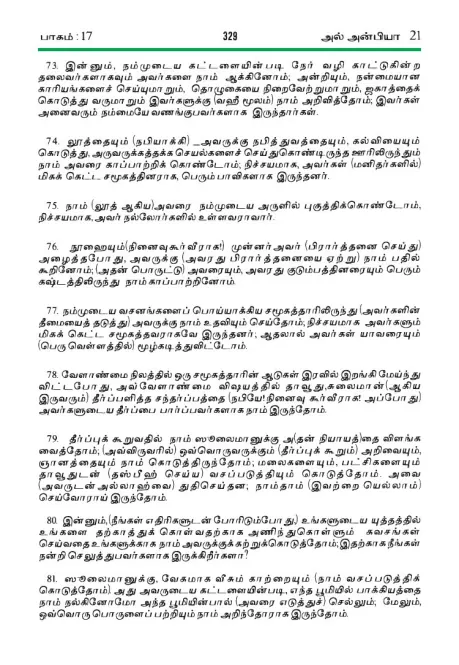 பாகம் : 17
329
அல் அன்பியா 21
73. இன்னும், நம்முடைய கட்டளையின்படி நேர் வழி காட்டுகின்ற
தலைவர்களாகவும் அவர்களை நாம் ஆக்கினோம்; அன்றியும், நன்மையான
காரியங்களைச் செய்யுமாறும், தொழுகையை நிறைவேற்றுமாறும், ஜகாத்தைக்
கொடுத்து வருமாறும் இவர்களுக்கு (வஹீ மூலம்) நாம் அறிவித்தோம்; இவர்கள்
அனைவரும் நம்மையே வணங்குபவர்களாக இருந்தார்கள்.
74. லூத்தையும் (நபியாக்கி) _அவருக்கு நபித்துவத்தையும், கல்வியையும்
கொடுத்து, அருவருக்கத்தக்க செயல்களைச் செய்துகொண்டிருந்த ஊரிலிருந்தும்
நாம் அவரை காப்பாற்றிக் கொண்டோம்; நிச்சயமாக, அவர்கள் (மனிதர்களில்)
மிகக் கெட்ட சமூகத்தினராக, பெரும் பாவிகளாக இருந்தனர்.
75. நாம் (லூத் ஆகிய)அவரை நம்முடைய அருளில் புகுத்திக்கொண்டோம்,
நிச்சயமாக, அவர் நல்லோர்களில் உள்ளவராவார்.
76. நூஹையும்(நினைவுகூர்வீராக!) முன்னர்அவர் (பிரார்த்தனை செய்து)
அழைத்தபோது, அவருக்கு (அவரது பிரார்த்தனையை ஏற்று) நாம் பதில்
கூறினோம்; (அதன் பொருட்டு) அவரையும், அவரது குடும்பத்தினரையும் பெரும்
கஷ்டத்திலிருந்து நாம்காப்பாற்றினோம்.
77. நம்முடைய வசனங்களைப் பொய்யாக்கிய சமூகத்தாரிலிருந்து (அவர்களின்
தீமையைத் தடுத்து) அவருக்கு நாம் உதவியும் செய்தோம்; நிச்சயமாக அவர்களும்
மிகக் கெட்ட சமூகத்தவராகவே இருந்தனர்; ஆதலால் அவர்கள் யாவரையும்
(பெருவெள்ளத்தில்) மூழ்கடித்துவிட்டோம்.
78. வேளாண்மை நிலத்தில் ஒரு சமூகத்தாரின் ஆடுகள் இரவில் இறங்கி மேய்ந்து
விட்டபோது, அவ்வேளாண்மை விஷயத்தில் தாவூது,சுலைமான்(ஆகிய
இருவரும்) தீர்ப்பளித்த சந்தர்ப்பத்தை (நபியே! நினைவு கூர்வீராக! அப்போது)
அவர்களுடைய தீர்ப்பை பார்ப்பவர்களாக நாம் இருந்தோம்.
79. தீர்ப்புக் கூறுவதில் நாம் ஸுலைமானுக்கு அ(தன் நியாயத்)தை விளங்க
வைத்தோம்; (அவ்விருவரில்) ஒவ்வொருவருக்கும் (தீர்ப்புக் கூறும்) அறிவையும்,
ஞானத்தையும் நாம் கொடுத்திருந்தோம்; மலைகளையும், பட்சிகளையும்
தாவூதுடன் (தஸ்பீஹ் செய்ய) வசப்படுத்தியும் கொடுத்தோம். அவை
(அவருடன்அல்லாஹ்வை) துதிசெய்தன; நாம்தாம் (இவற்றை யெல்லாம்)
செய்வோராய் இருந்தோம்.
80. இன்னும்,(நீங்கள் எதிரிகளுடன் போரிடும்போது,) உங்களுடைய யுத்தத்தில்
உங்களை தற்காத்துக் கொள்வதற்காக அணிந்துகொள்ளும் கவசங்கள்
செய்வதை உங்களுக்காக நாம் அவருக்குக்கற்றுக்கொடுத்தோம்; இதற்காக நீங்கள்
நன்றி செலுத்துபவர்களாக இருக்கிறீர்களா?
81. ஸுலைமானுக்கு, வேகமாக வீசும் காற்றையும் (நாம் வசப்படுத்திக்
கொடுத்தோம்). அது அவருடைய கட்டளையின்படி, எந்த பூமியில் பாக்கியத்தை
நாம் நல்கினோமோ அந்த பூமியின்பால் (அவரை எடுத்துச்) செல்லும்; மேலும்,
ஒவ்வொரு பொருளைப் பற்றியும் நாம் அறிந்தோராக இருந்தோம்.